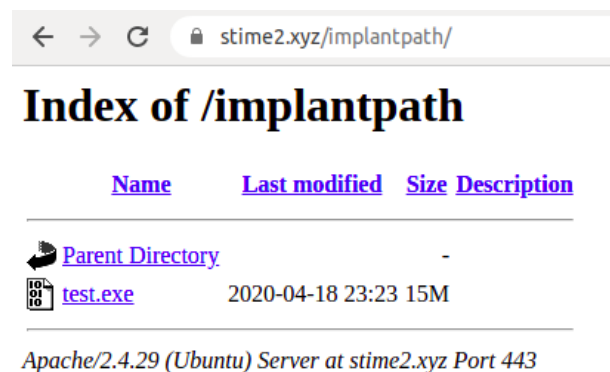 stime2.xyz/implantpath/
Index of /implantpath
Name Last modified Size Description
Parent Directory -
test.exe 2020-04-18 23:23 15M
Apache/2.4.29 (Ubuntu) Server at stime2.xyz Port 443